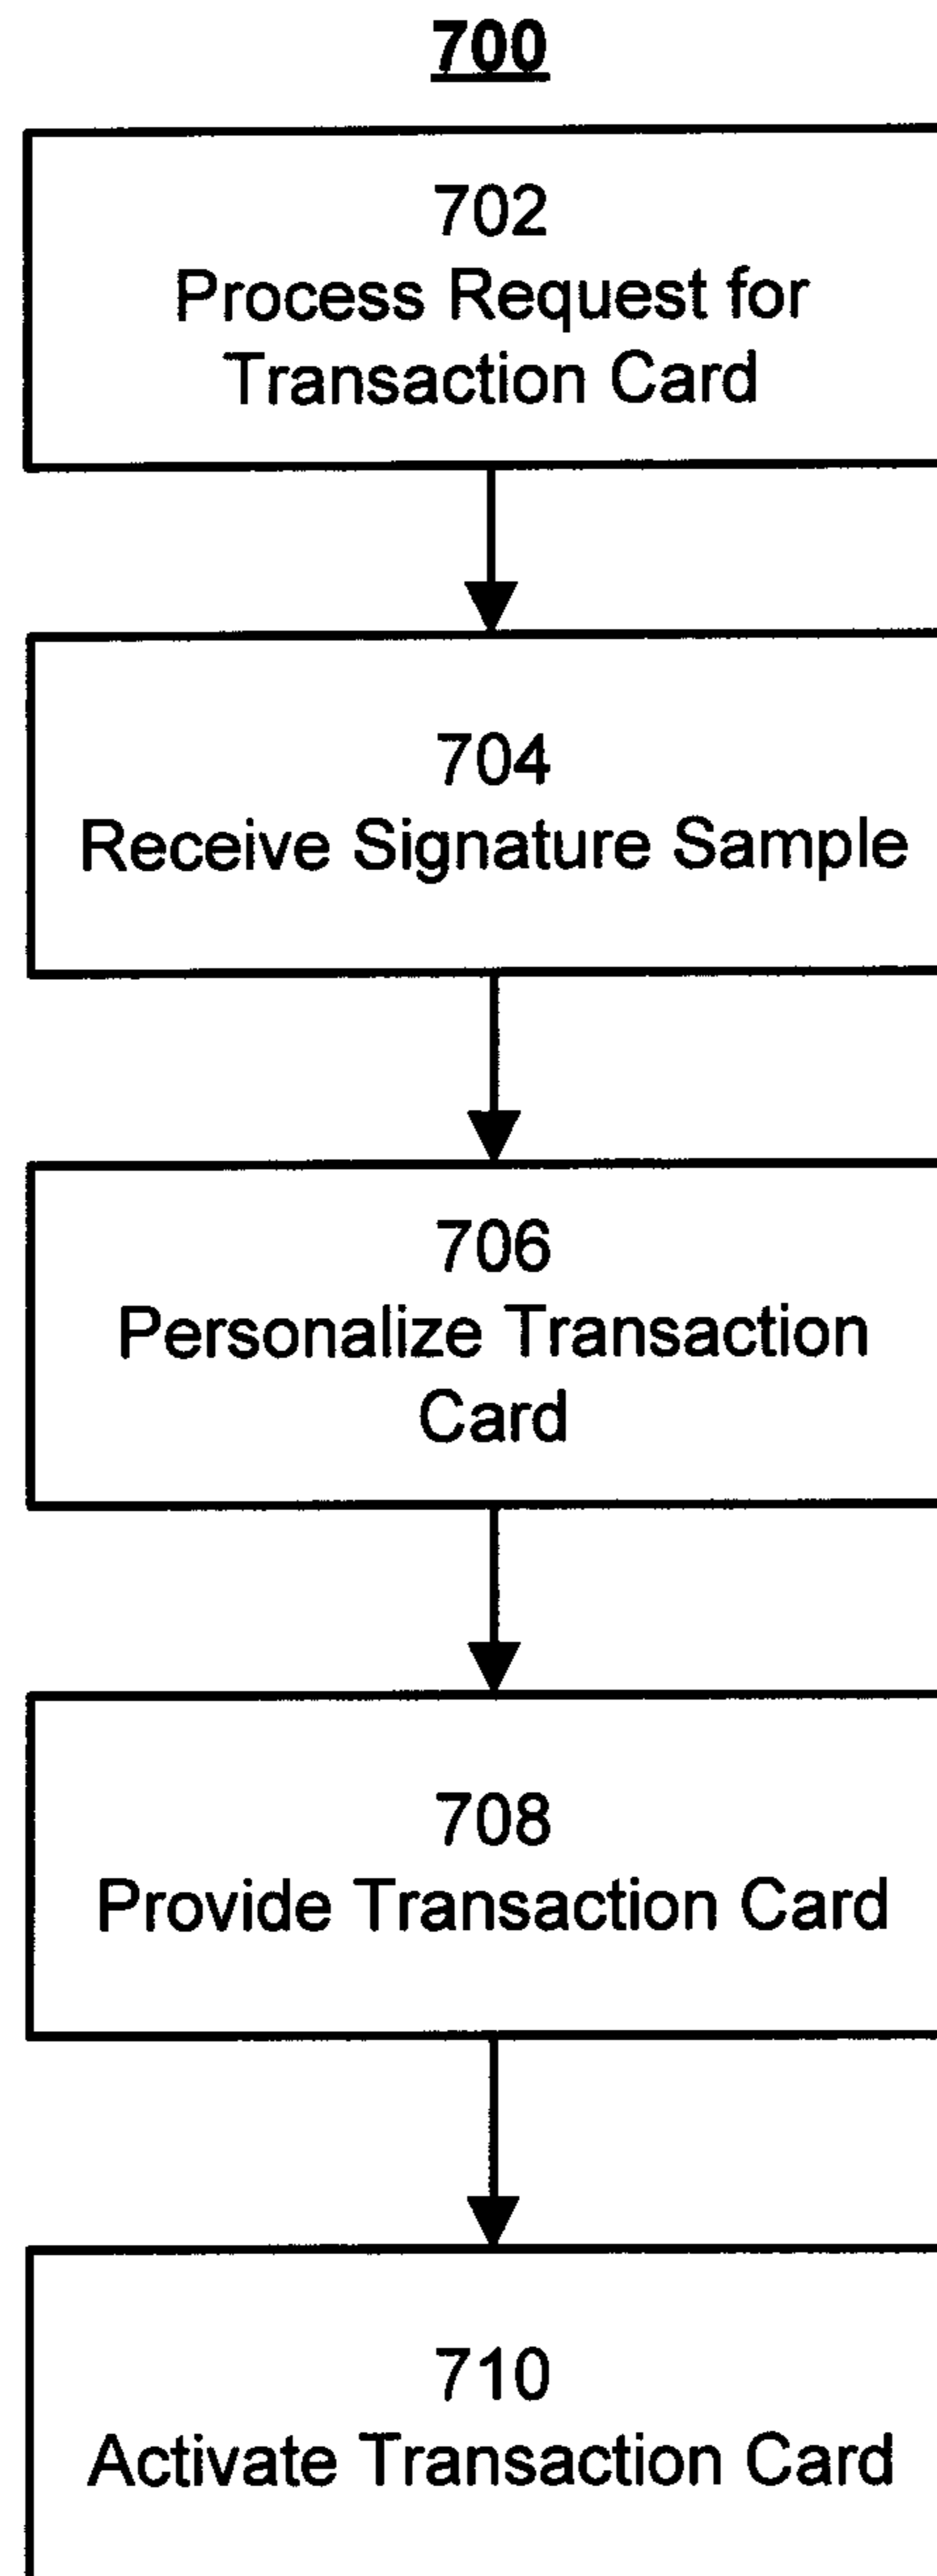 700
702
Process Request for
Transaction Card
704
Receive Signature Sample
706
Personalize Transaction
Card
708
Provide Transaction Card
710
Activate Transaction Card